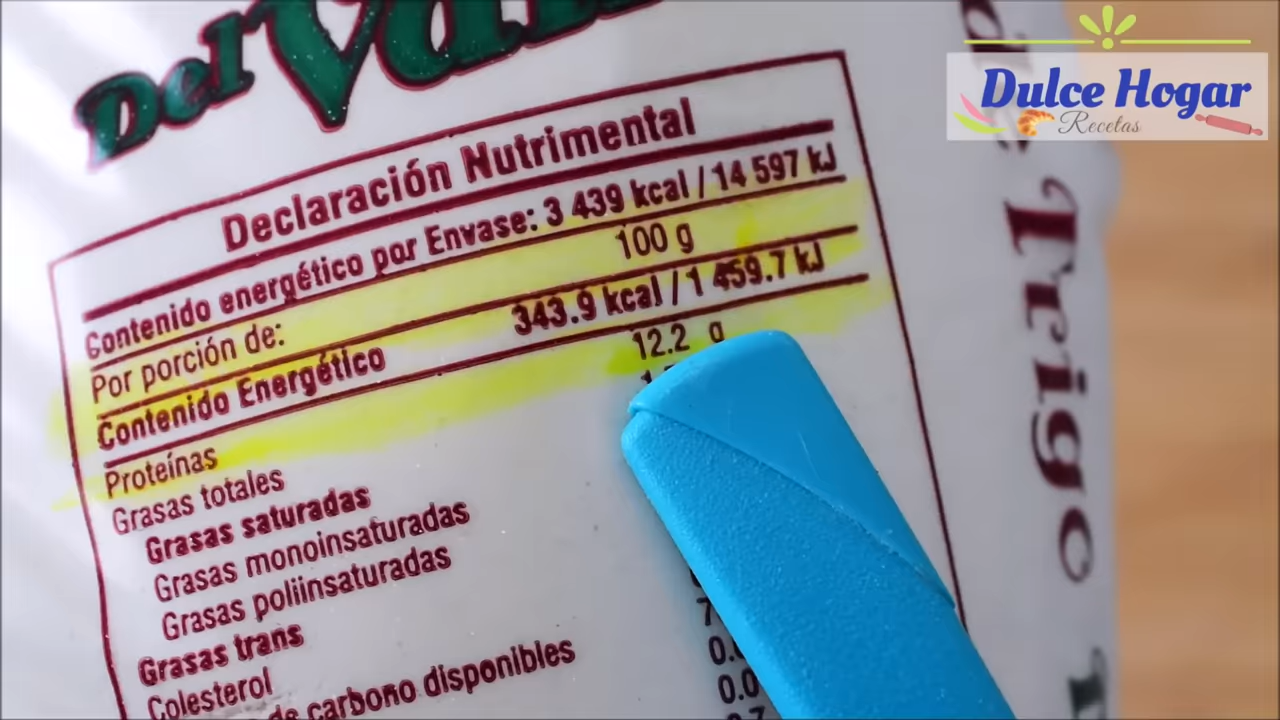 Del
Dulce Hogar
Recetas
Declaración Nutrimental
Contenido energético por Envase: 3 439 kcal / 14 597 kJ
Por porción de: 100 g
Contenido Energético 343.9 kcal / 1 459.7 kJ
Proteínas 12.2 g
Grasas totales
Grasas saturadas
Grasas monoinsaturadas
Grasas poliinsaturadas
Grasas trans
Colesterol
de carbono disponibles
Trigo